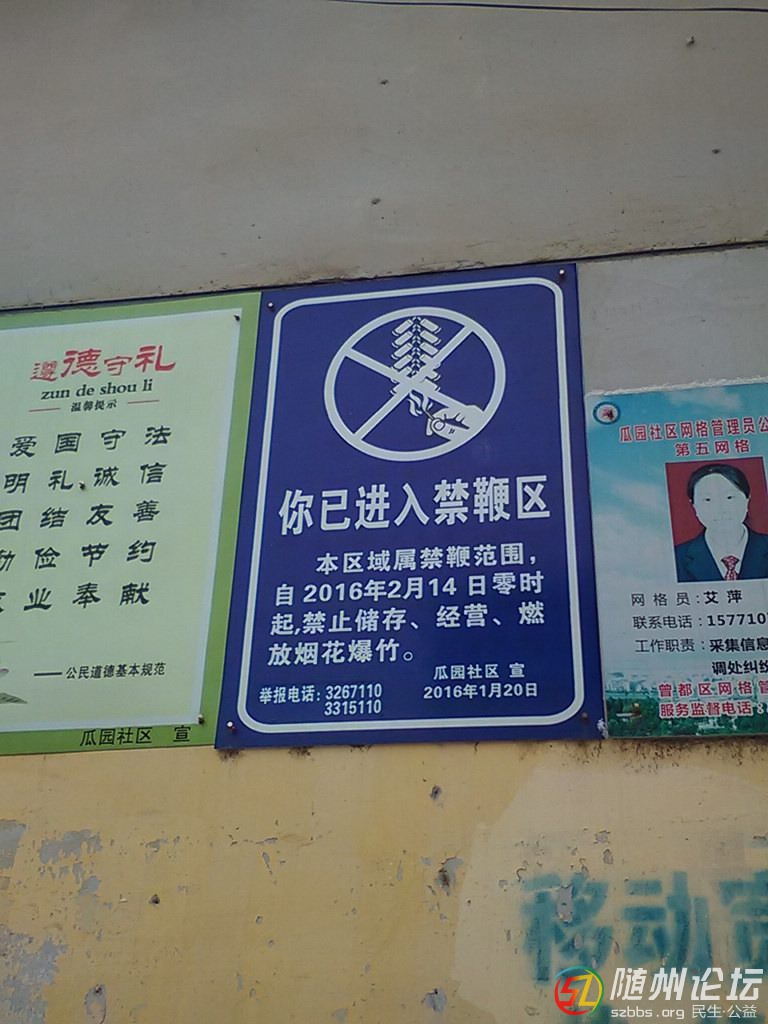 遵德守礼
zun de shou li
温馨提示
爱国守法
明礼诚信
团结友善
勤俭节约
敬业奉献
——公民道德基本规范
瓜园社区 宣
你已进入禁鞭区
本区域属禁鞭范围，
自2016年2月14日零时
起,禁止储存、经营、燃
放烟花爆竹。
瓜园社区 宣
举报电话：3267110
3315110
2016年1月20日
瓜园社区网格管理员公
第五网格
网格员：艾萍
联系电话：157710
工作职责：采集信息
调处纠纷
曾都区网格管
服务监督电话
移动
随州论坛
szbbs.org 民生·公益